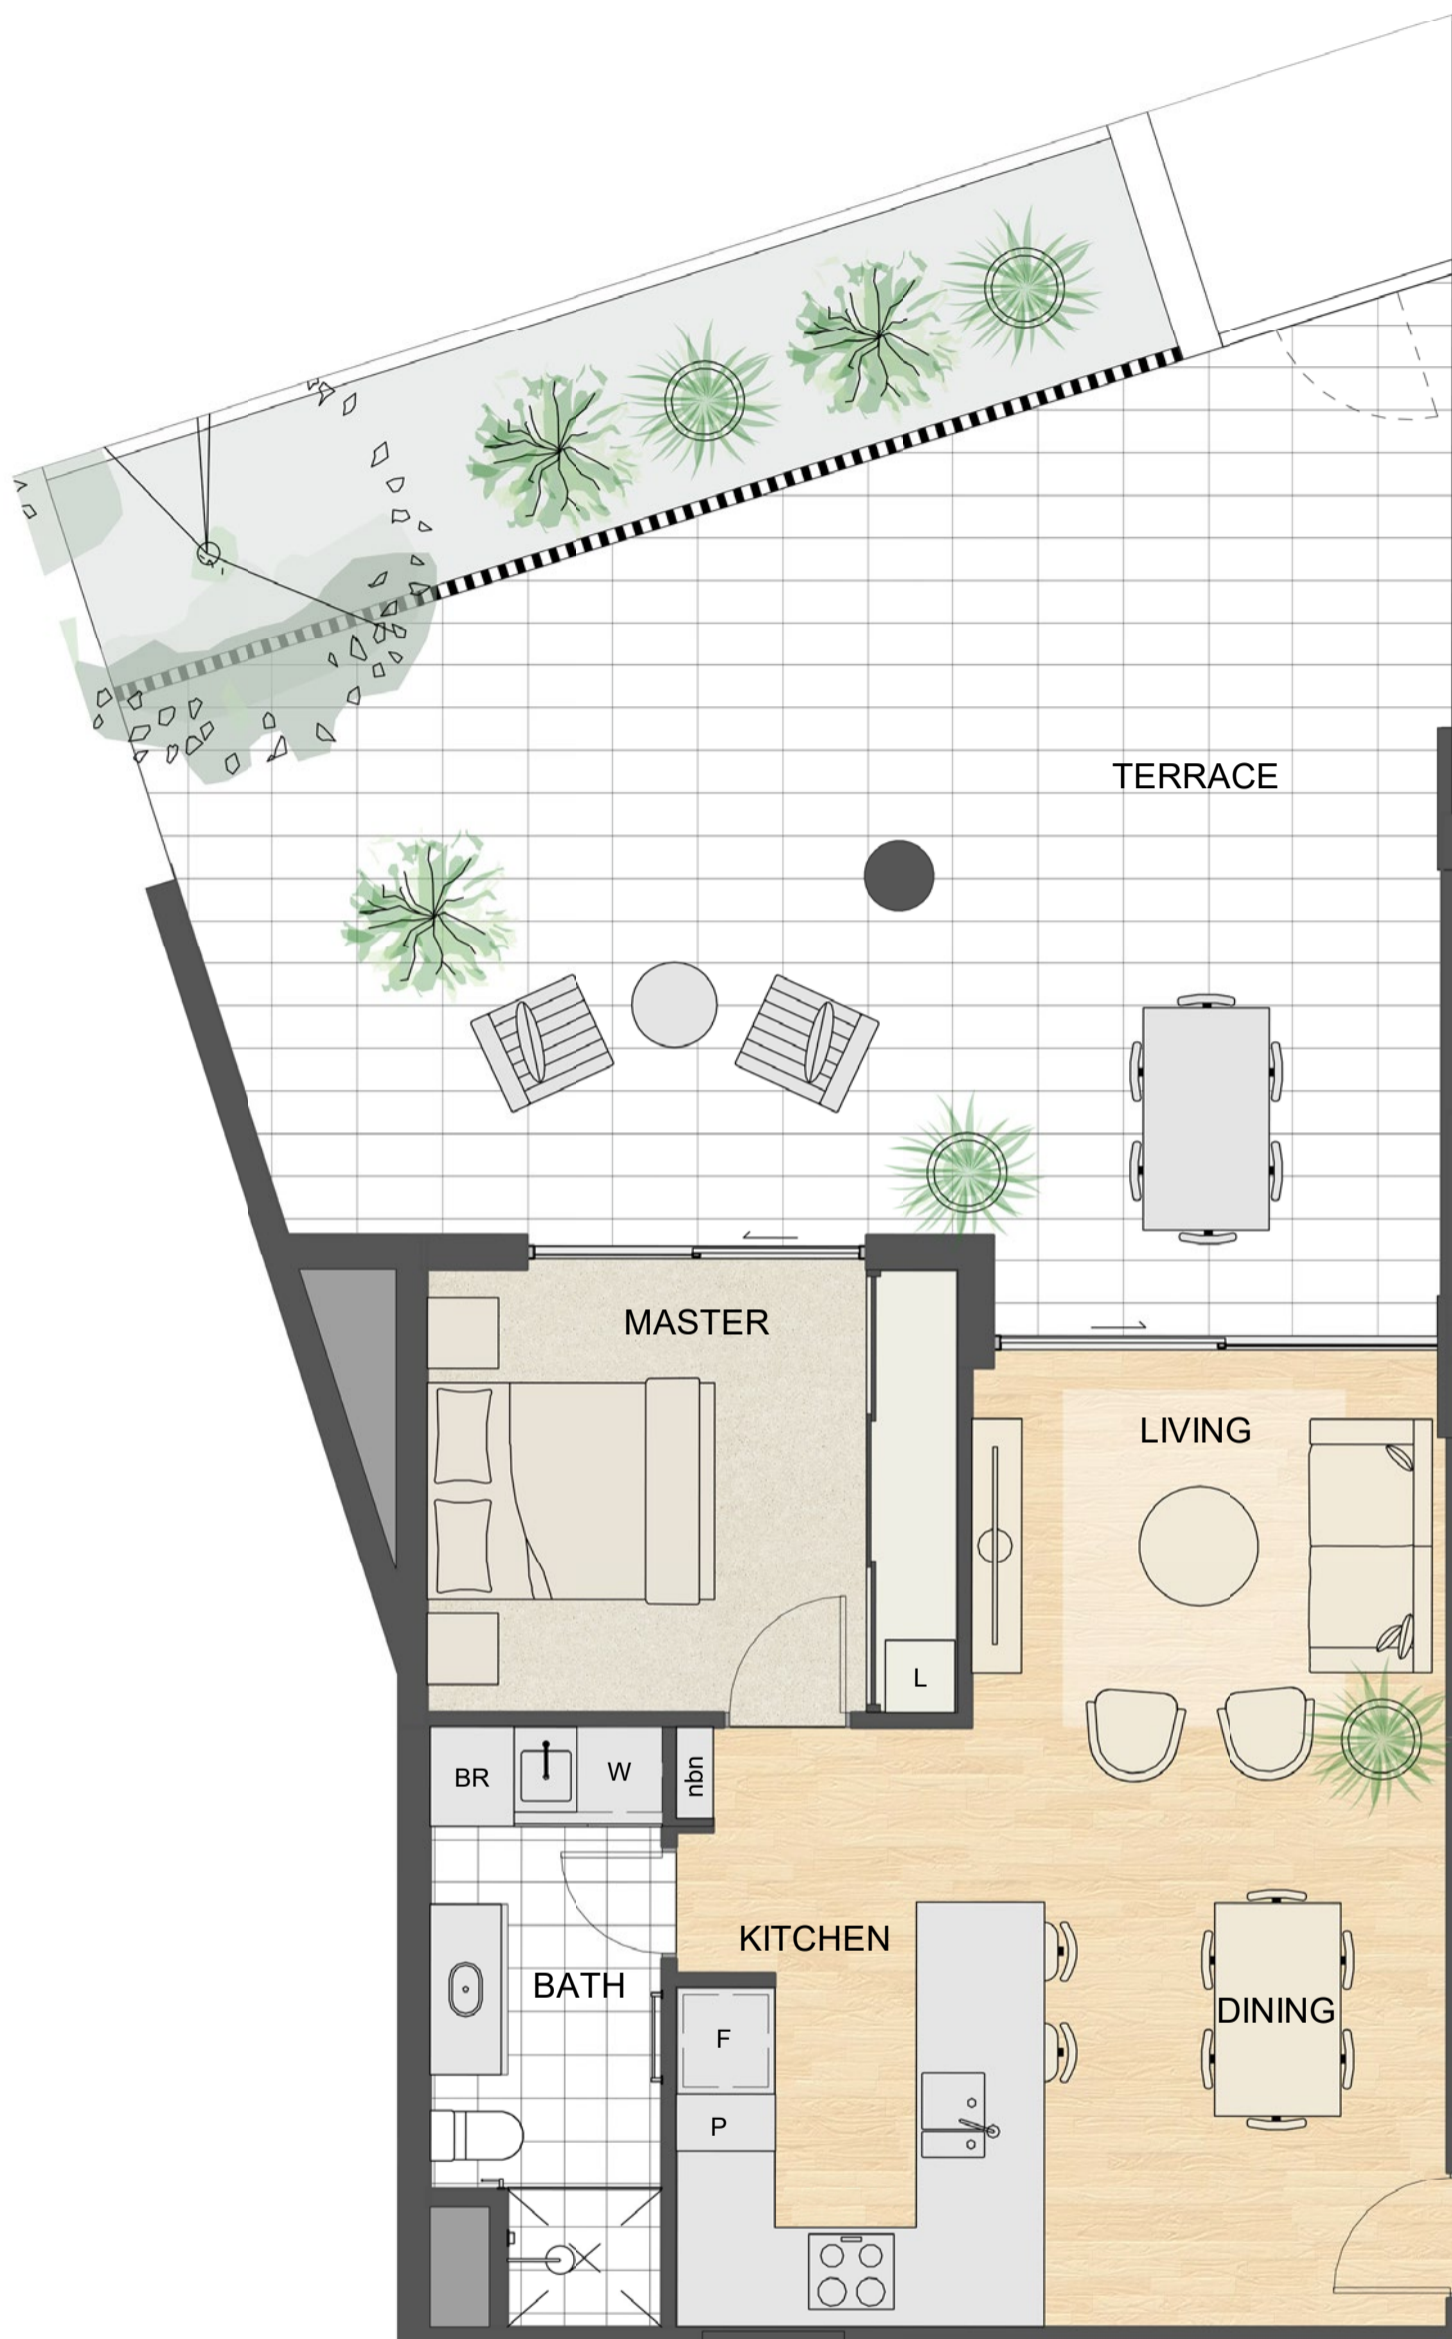 TERRACE
MASTER
LIVING
L
BR
W
nbn
KITCHEN
BATH
DINING
F
P